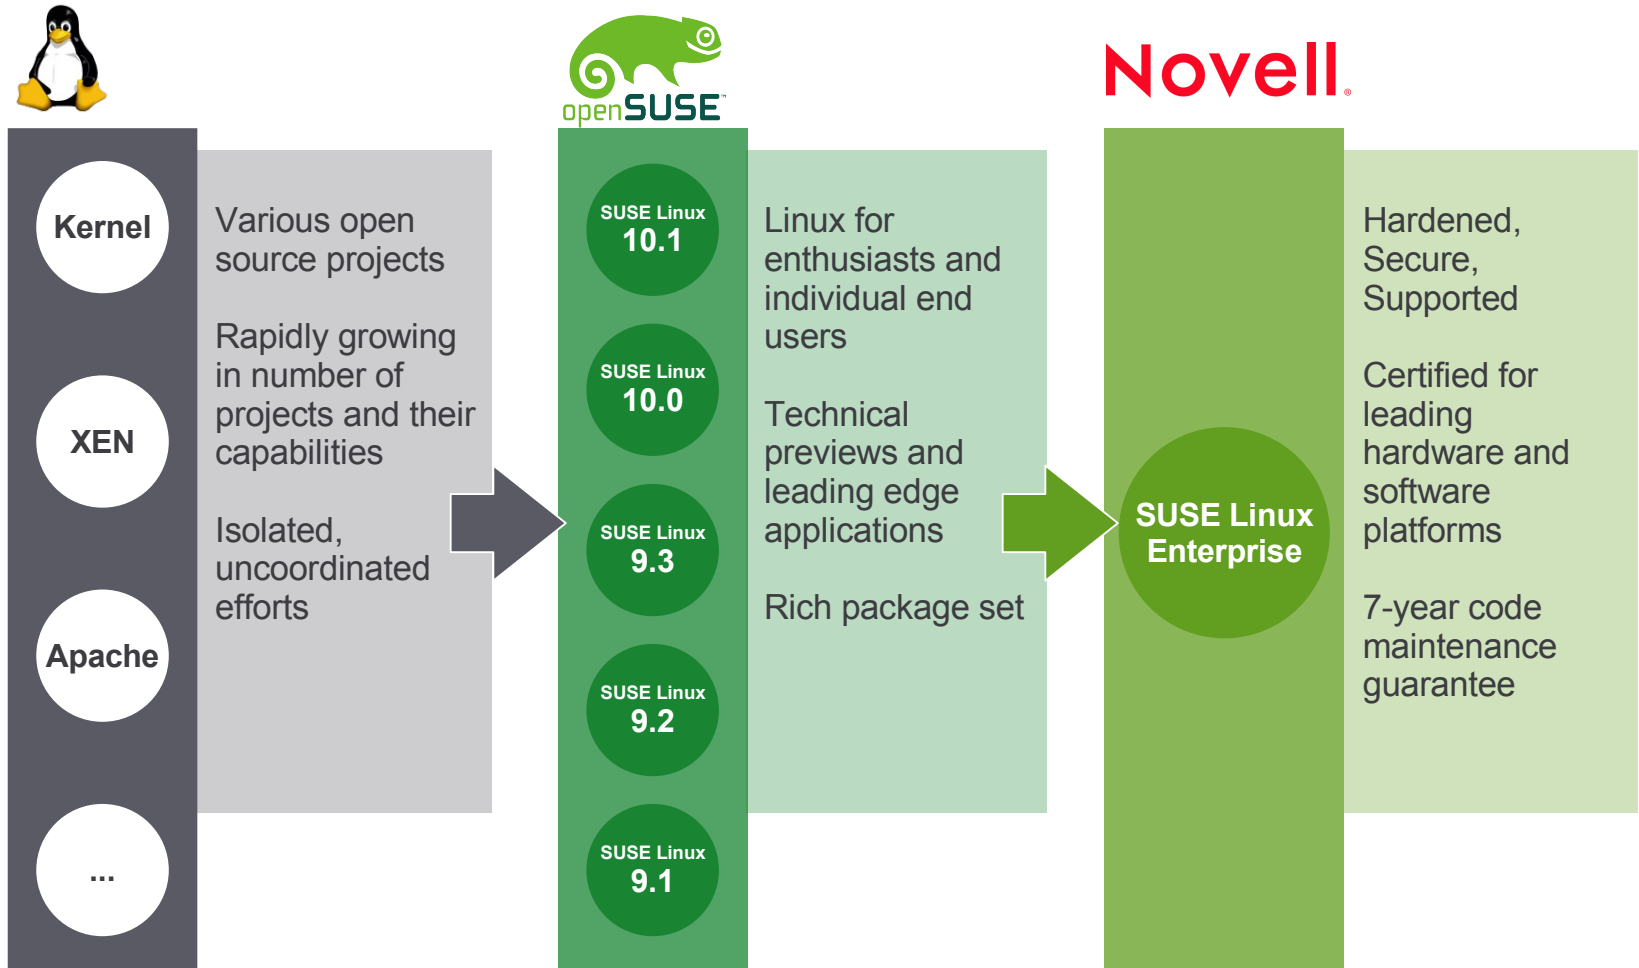 Kernel
XEN
Apache
...
Various open
source projects
Rapidly growing
in number of
projects and their
capabilities
Isolated,
uncoordinated
efforts
openSUSE™
SUSE Linux
10.1
SUSE Linux
10.0
SUSE Linux
9.3
SUSE Linux
9.2
SUSE Linux
9.1
Linux for
enthusiasts and
individual end
users
Technical
previews and
leading edge
applications
Rich package set
Novell®
SUSE Linux
Enterprise
Hardened,
Secure,
Supported
Certified for
leading
hardware and
software
platforms
7-year code
maintenance
guarantee